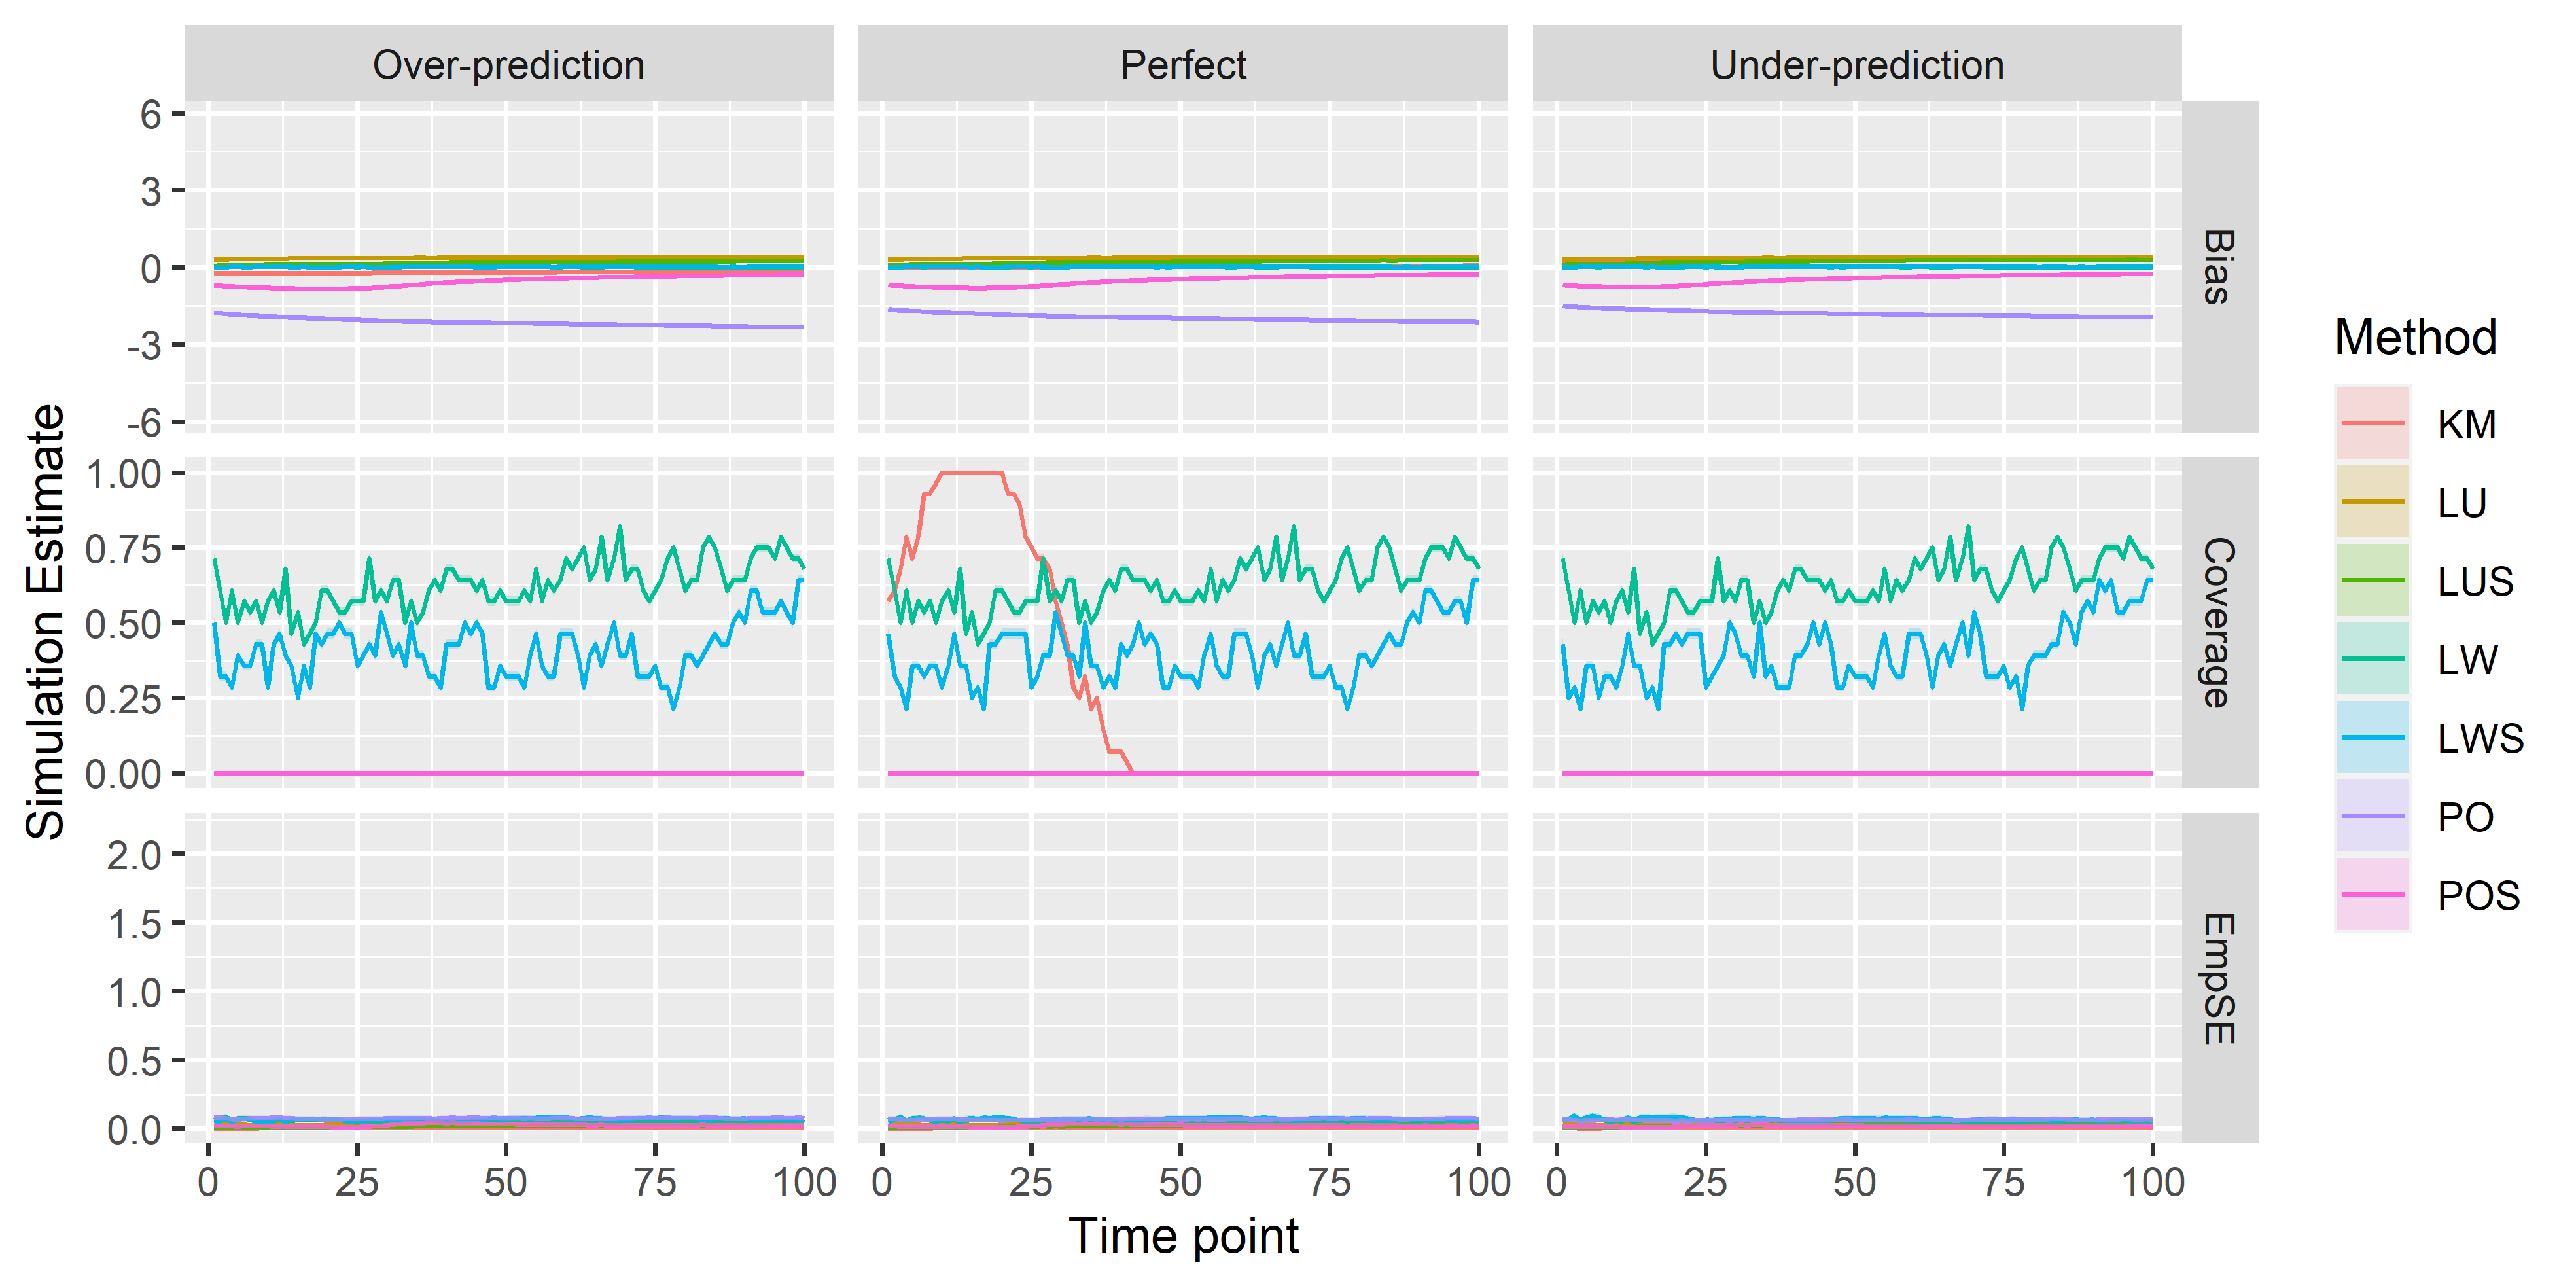 Over-prediction
Perfect
Under-prediction
6
3
0
-3
-6
Bias
1.00
0.75
0.50
0.25
0.00
Coverage
2.0
1.5
1.0
0.5
0.0
EmpSE
0 25 50 75 100
0 25 50 75 100
0 25 50 75 100
Time point
Simulation Estimate
Method
KM
LU
LUS
LW
LWS
PO
POS